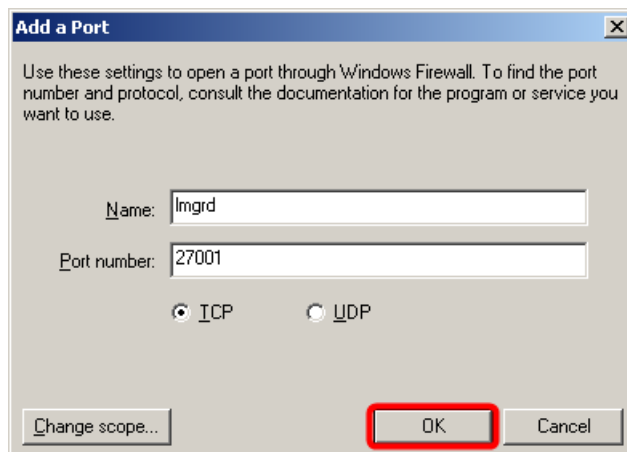 Add a Port
Use these settings to open a port through Windows Firewall. To find the port
number and protocol, consult the documentation for the program or service you
want to use.
Name: lmgrd
Port number: 27001
TCP UDP
Change scope... OK Cancel